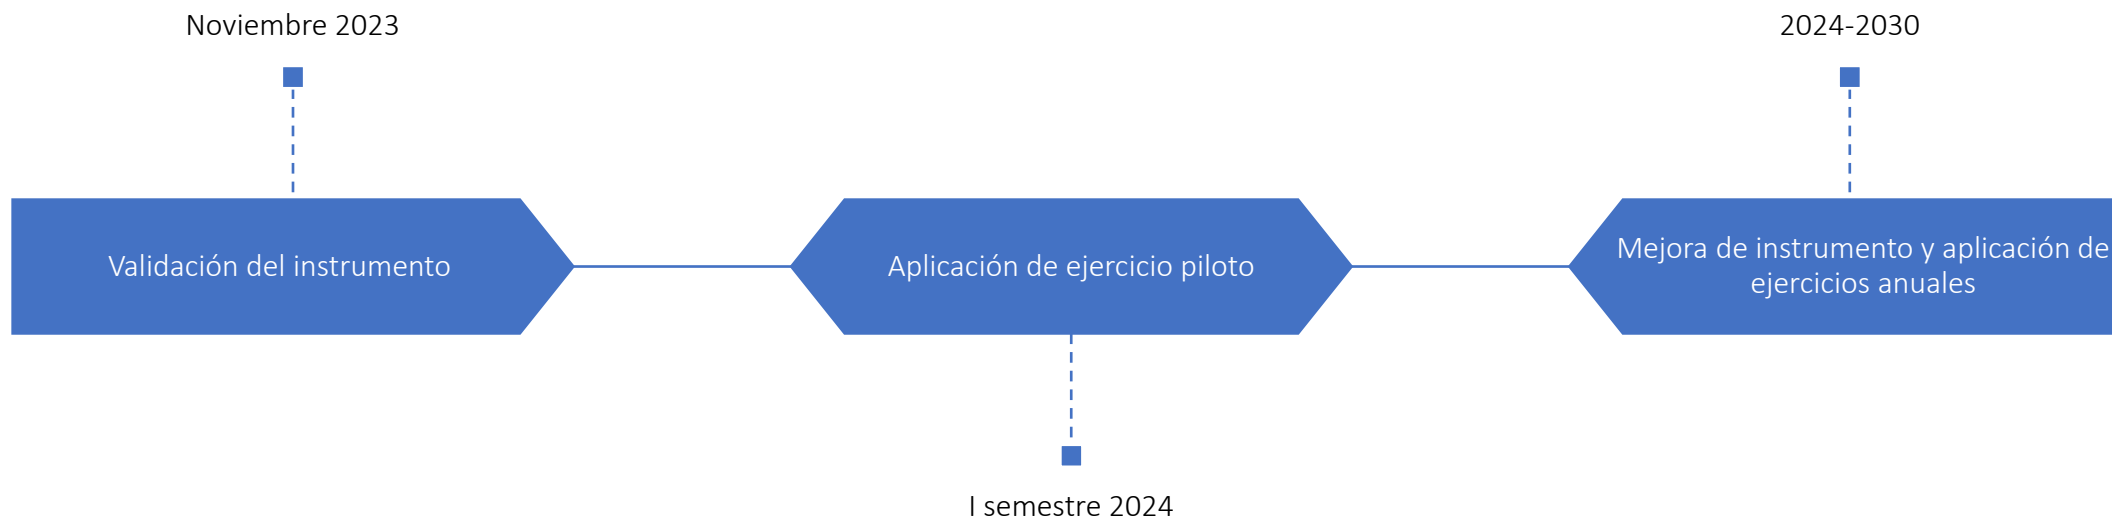 Noviembre 2023
2024-2030
Validación del instrumento
Aplicación de ejercicio piloto
Mejora de instrumento y aplicación de
ejercicios anuales
I semestre 2024